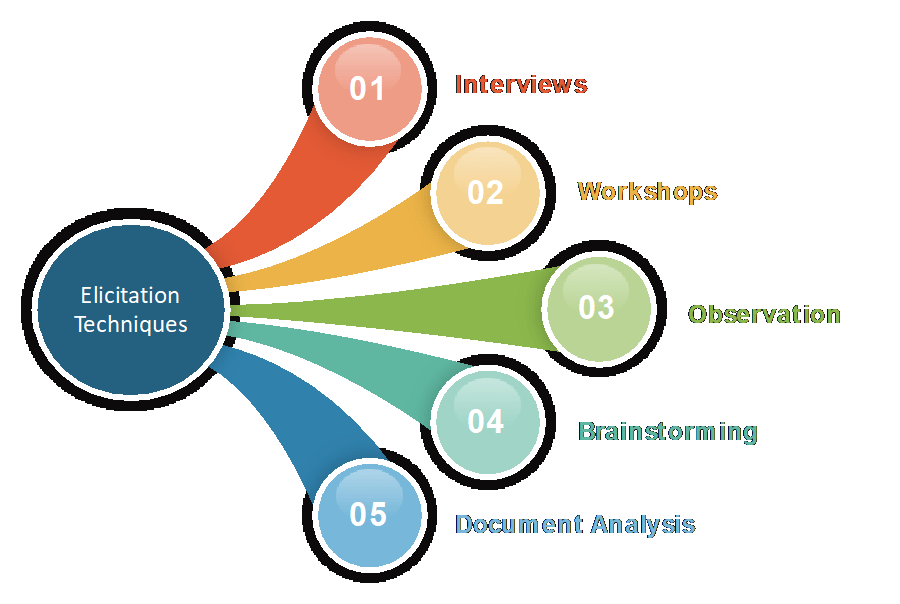 Elicitation
Techniques
01
Interviews
02
Workshops
03
Observation
04
Brainstorming
05
Document Analysis